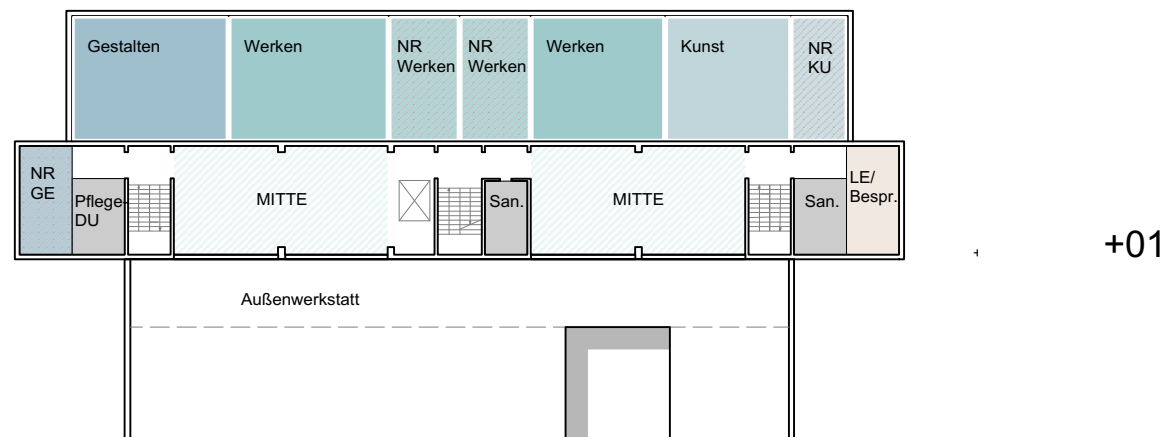 Gestalten
Werken
NR
Werken
NR
Werken
Werken
Kunst
NR
KU
NR
GE
Pflege-
DU
MITTE
San.
MITTE
San.
LE/
Bespr.
+01
Außenwerkstatt